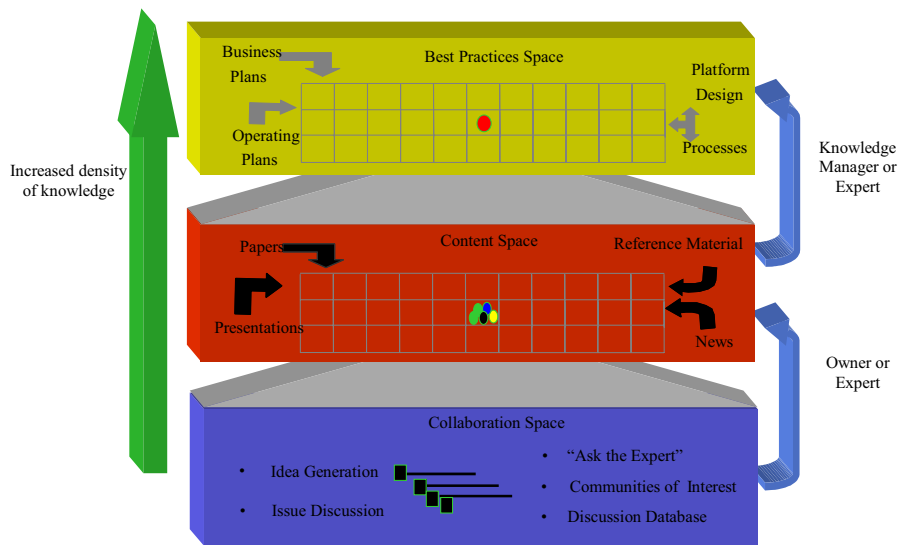 Business
Plans
Best Practices Space
Platform
Design
Operating
Plans
Processes
Increased density
of knowledge
Knowledge
Manager or
Expert
Papers
Content Space
Reference Material
Presentations
News
Owner or
Expert
Collaboration Space
• Idea Generation
• Issue Discussion
• “Ask the Expert”
• Communities of Interest
• Discussion Database